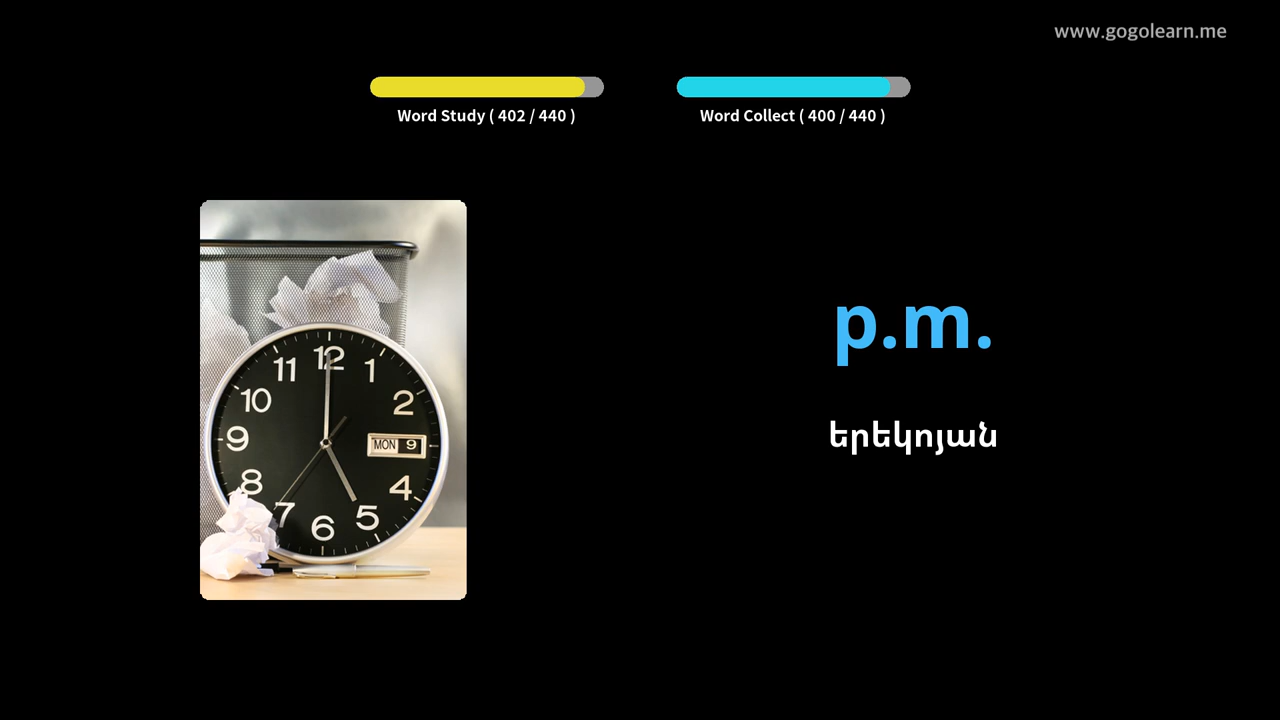 www.gogolearn.me
Word Study ( 402 / 440 )
Word Collect ( 400 / 440 )
12
11
1
10
2
9
MON 9
8
4
7
5
6
p.m.
երեկոյան